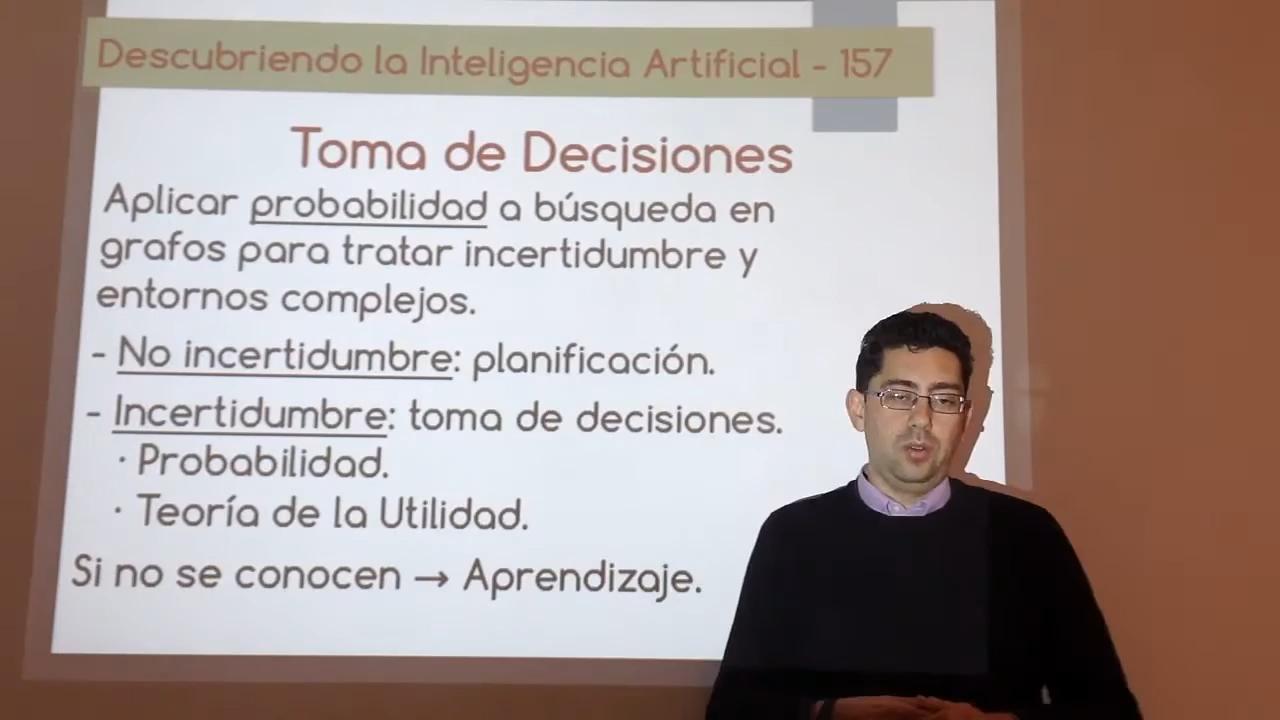 Descubriendo la Inteligencia Artificial - 157
Toma de Decisiones
Aplicar probabilidad a búsqueda en
grafos para tratar incertidumbre y
entornos complejos.
- No incertidumbre: planificación.
- Incertidumbre: toma de decisiones.
· Probabilidad.
· Teoría de la Utilidad.
Si no se conocen → Aprendizaje.